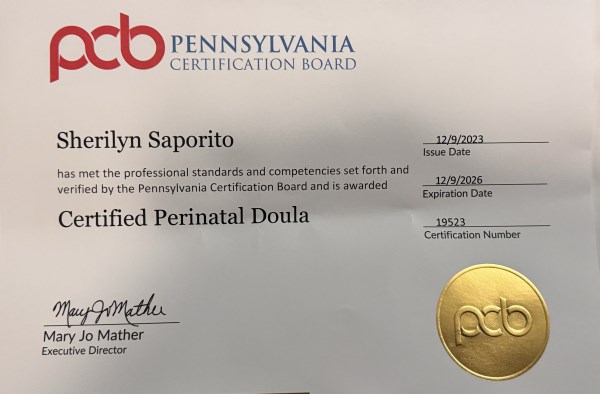 pcb PENNSYLVANIA
CERTIFICATION BOARD
Sherilyn Saporito
has met the professional standards and competencies set forth and
verified by the Pennsylvania Certification Board and is awarded
Certified Perinatal Doula
12/9/2023
Issue Date
12/9/2026
Expiration Date
19523
Certification Number
Mary Jo Mather
Mary Jo Mather
Executive Director
pcb